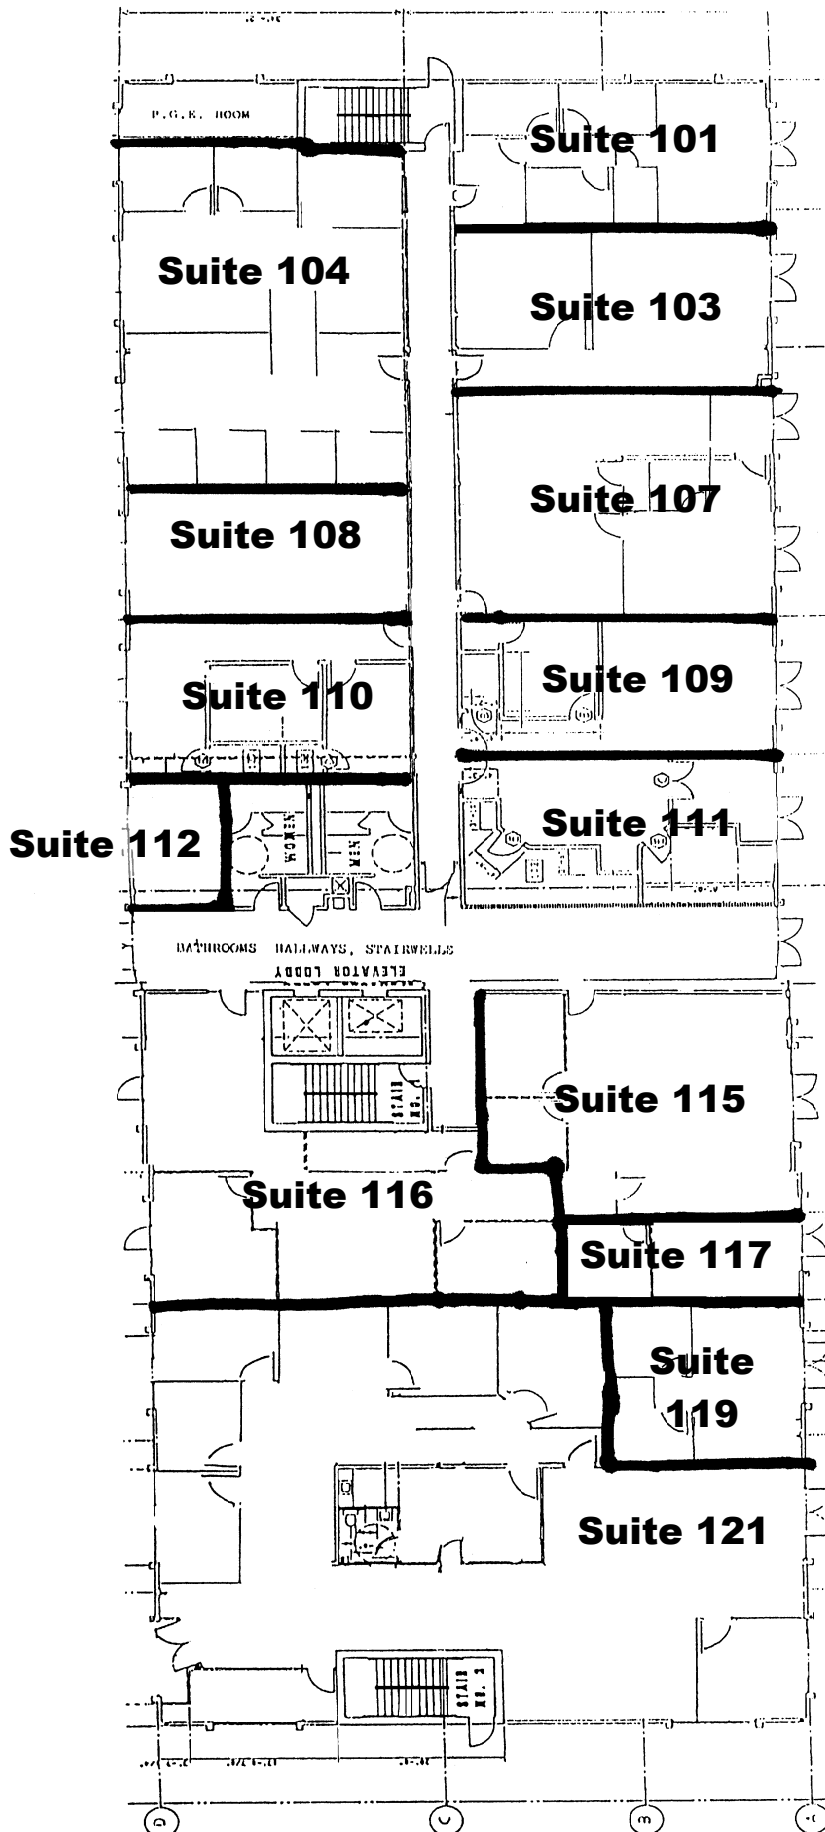 P.G.E. ROOM
Suite 101
Suite 104
Suite 103
Suite 107
Suite 108
Suite 109
Suite 110
Suite 111
Suite 112
WOMEN
MEN
BATHROOMS HALLWAYS, STAIRWELLS
ELEVATOR LOBBY
STAIR
NO. 1
Suite 115
Suite 116
Suite 117
Suite
119
Suite 121
STAIR
NO. 2
D
C
B